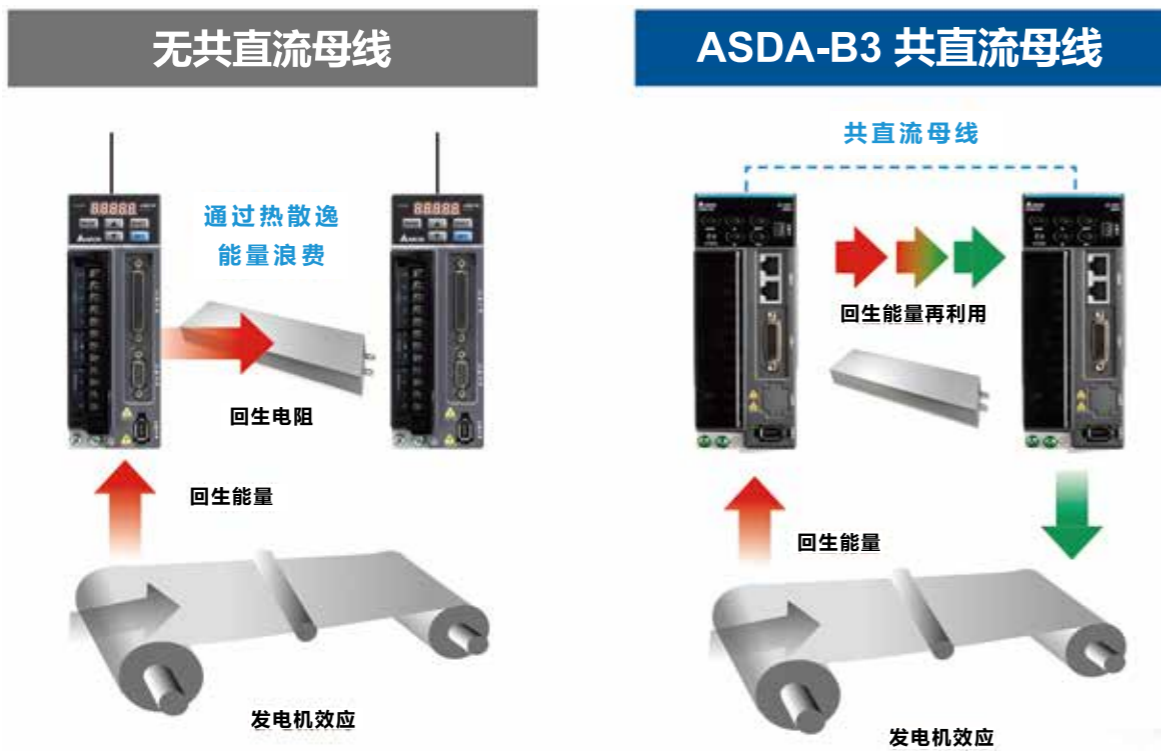 无共直流母线
通过热散逸
能量浪费
回生电阻
回生能量
发电机效应
ASDA-B3 共直流母线
共直流母线
回生能量再利用
回生能量
发电机效应